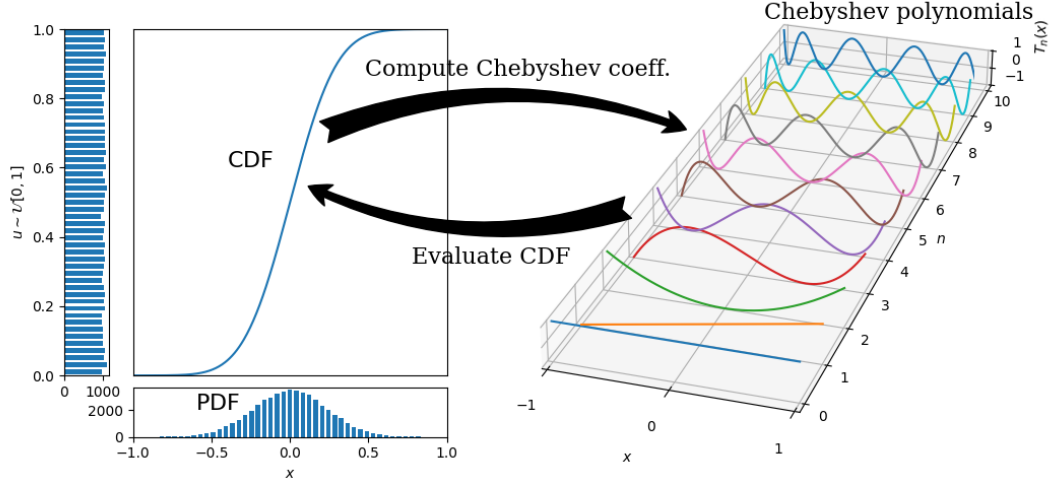 Chebyshev polynomials
Compute Chebyshev coeff.
CDF
Evaluate CDF
PDF
u ~ 𝒰[0, 1]
1.0
0.8
0.6
0.4
0.2
0.0
0 1000
2000
0
−1.0 −0.5 0.0 0.5 1.0
x
Tₙ(x)
1
0
−1
10
9
8
7
6
5
n
4
3
2
1
0
−1 0 1
x